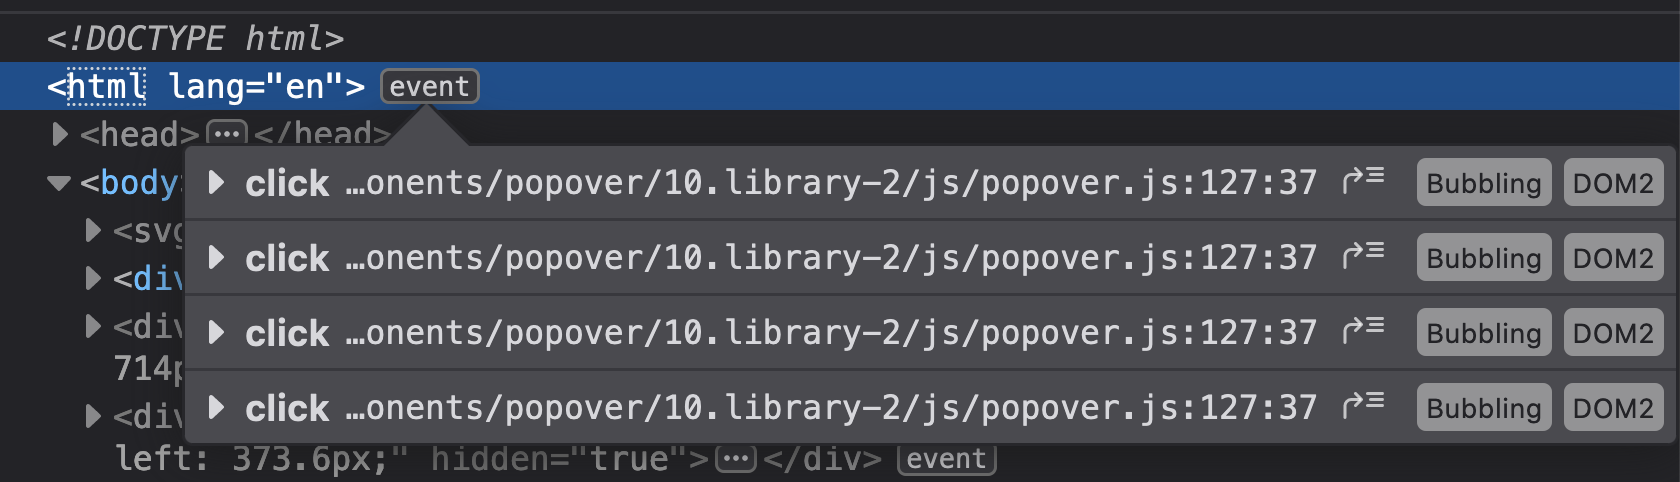 <!DOCTYPE html>
<html lang="en"> event
<head> ... </head>
<body
click …onents/popover/10.library-2/js/popover.js:127:37 Bubbling DOM2
<svg
click …onents/popover/10.library-2/js/popover.js:127:37 Bubbling DOM2
<div
click …onents/popover/10.library-2/js/popover.js:127:37 Bubbling DOM2
<div
714p
click …onents/popover/10.library-2/js/popover.js:127:37 Bubbling DOM2
<div
left: 373.6px;" hidden="true"> ... </div> event